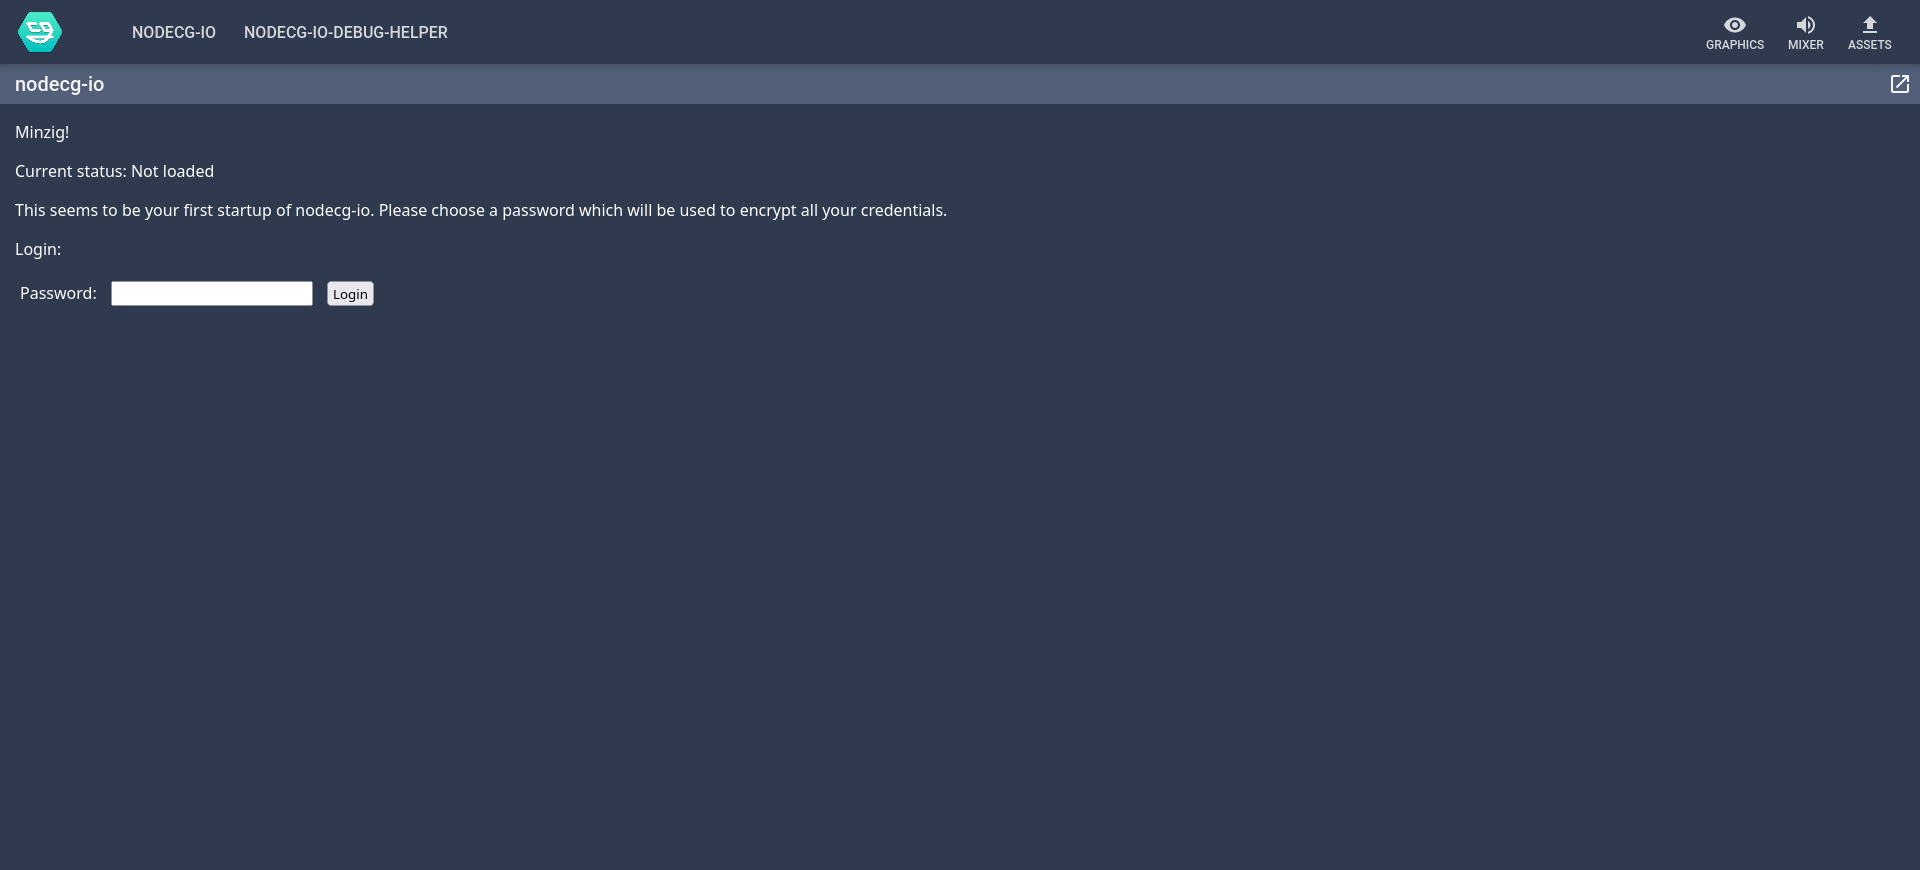 NODECG-IO NODECG-IO-DEBUG-HELPER GRAPHICS MIXER ASSETS
nodecg-io
Minzig!
Current status: Not loaded
This seems to be your first startup of nodecg-io. Please choose a password which will be used to encrypt all your credentials.
Login:
Password: Login